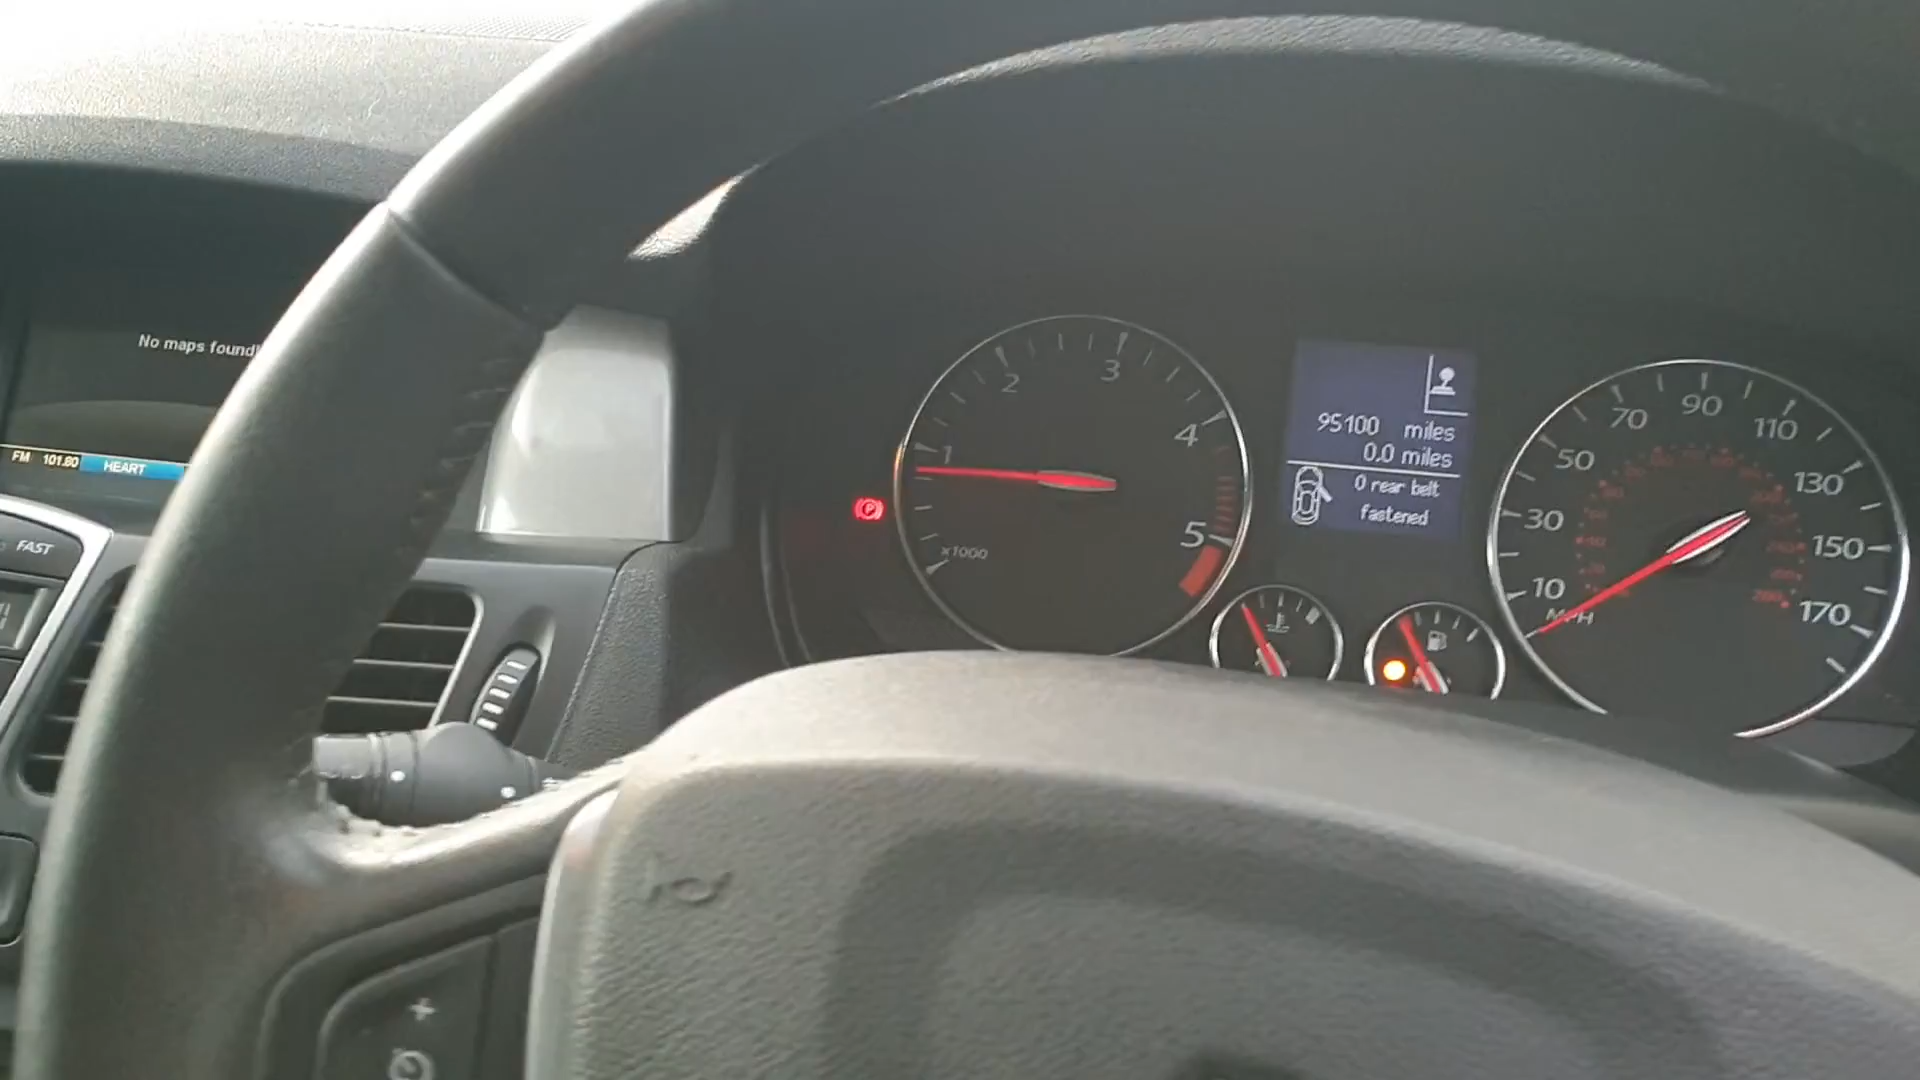 No maps found
FM 101.60 HEART
FAST
1
2
3
4
5
x1000
P
95100 miles
0.0 miles
0 rear belt
fastened
10
30
50
70
90
110
130
150
170
MPH
+